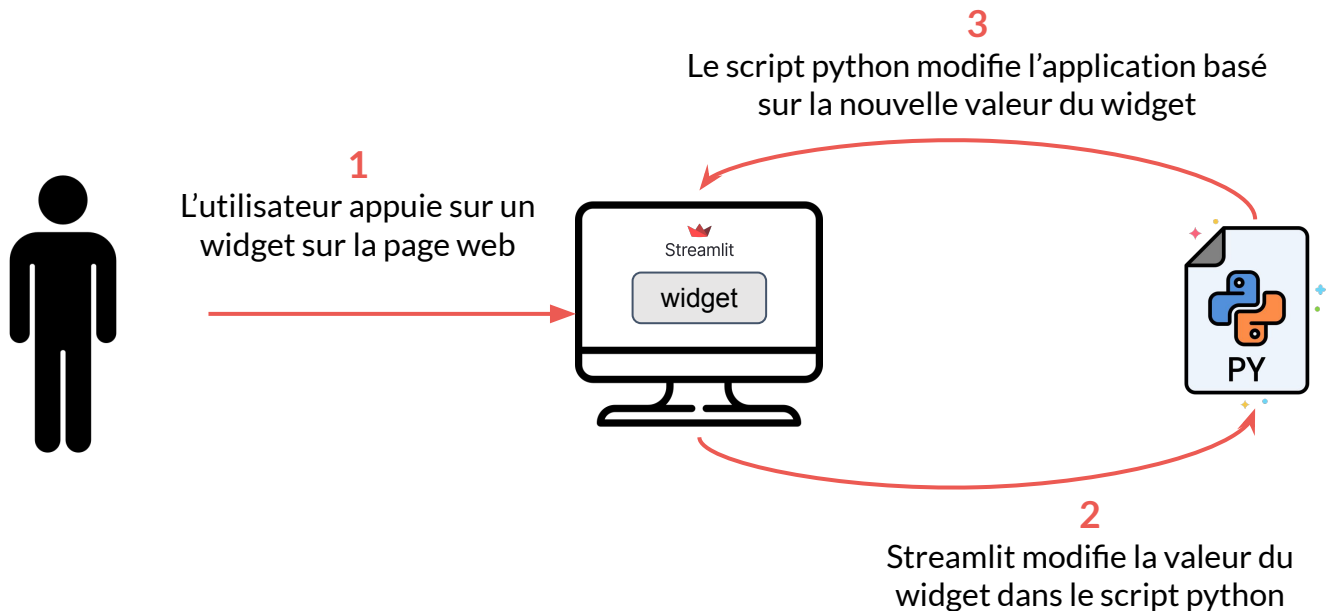 1
L’utilisateur appuie sur un
widget sur la page web
3
Le script python modifie l’application basé
sur la nouvelle valeur du widget
Streamlit
widget
PY
2
Streamlit modifie la valeur du
widget dans le script python